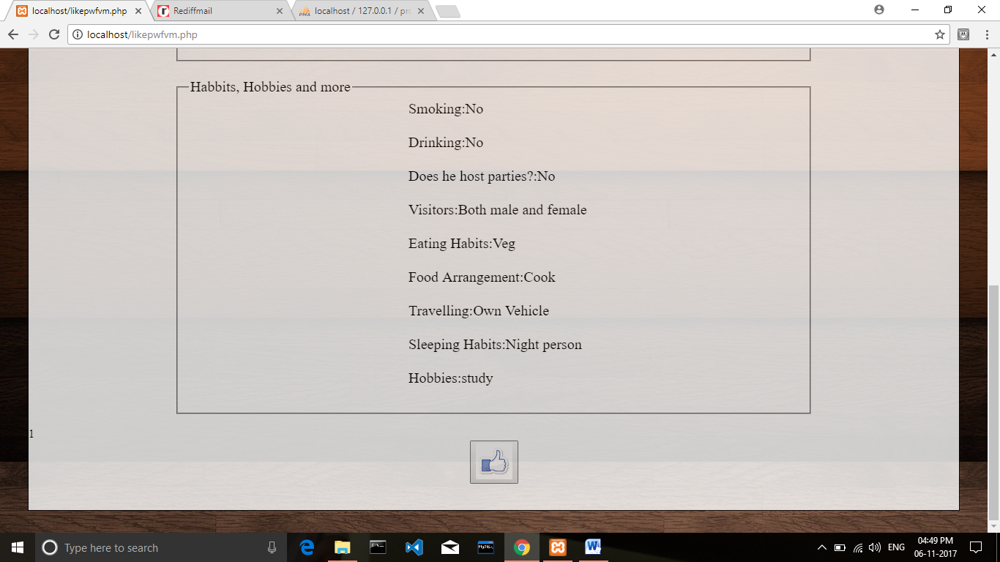 localhost/likepwfvm.php
Rediffmail
localhost / 127.0.0.1 / pro
localhost/likepwfvm.php
Habbits, Hobbies and more
Smoking:No
Drinking:No
Does he host parties?:No
Visitors:Both male and female
Eating Habits:Veg
Food Arrangement:Cook
Travelling:Own Vehicle
Sleeping Habits:Night person
Hobbies:study
1
Type here to search
ENG
04:49 PM
06-11-2017